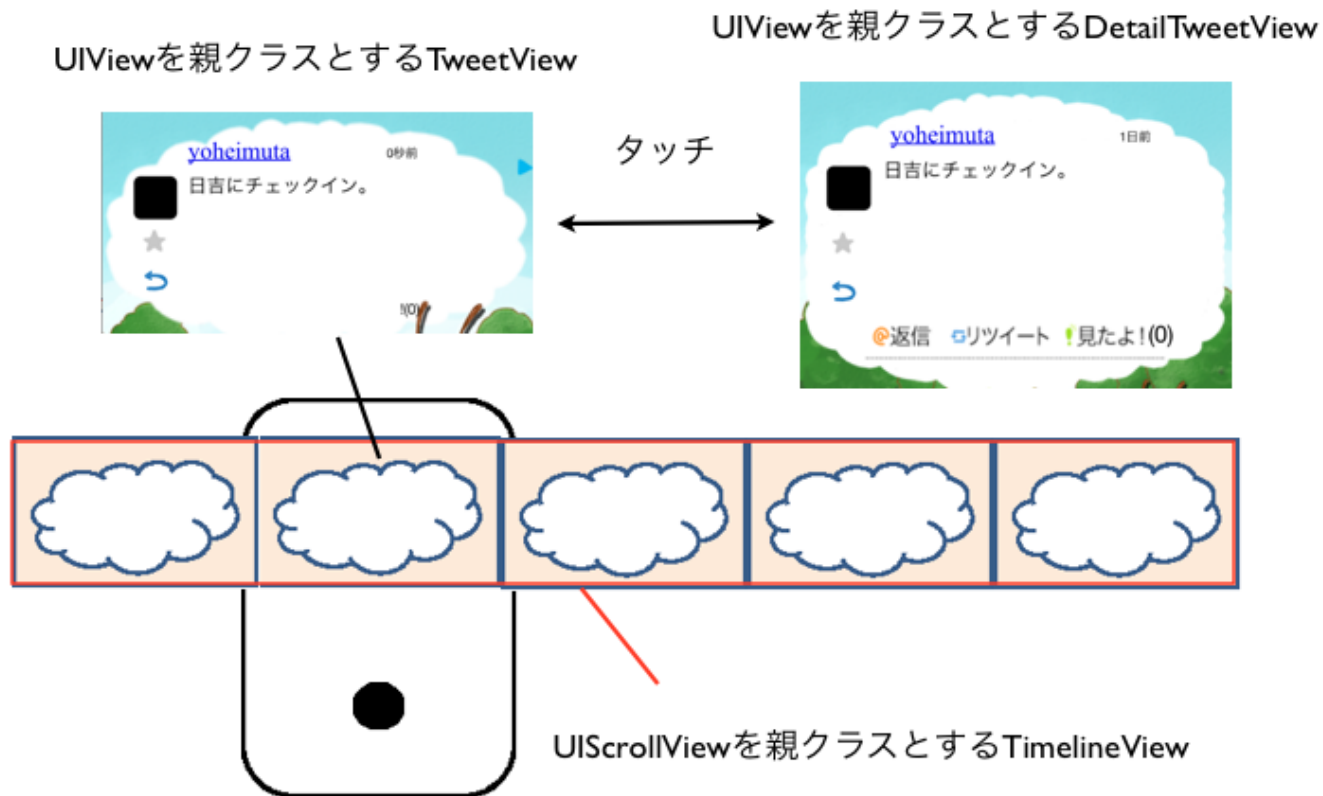 UIViewを親クラスとするDetailTweetView
UIViewを親クラスとするTweetView
yoheimuta
0秒前
日吉にチェックイン。
!(0)
タッチ
yoheimuta
1日前
日吉にチェックイン。
@返信 リツイート !見たよ!(0)
UIScrollViewを親クラスとするTimelineView